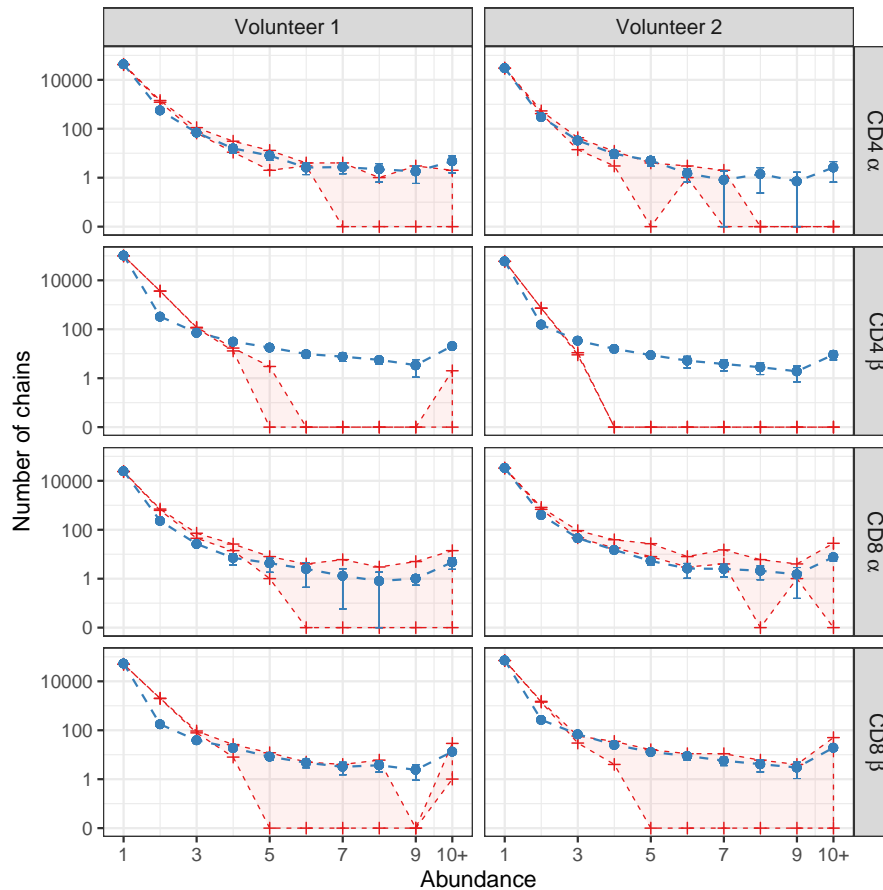 Volunteer 1
Volunteer 2
Number of chains
10000
100
1
0
CD4 α
10000
100
1
0
CD4 β
10000
100
1
0
CD8 α
10000
100
1
0
CD8 β
1 3 5 7 9 10+
1 3 5 7 9 10+
Abundance